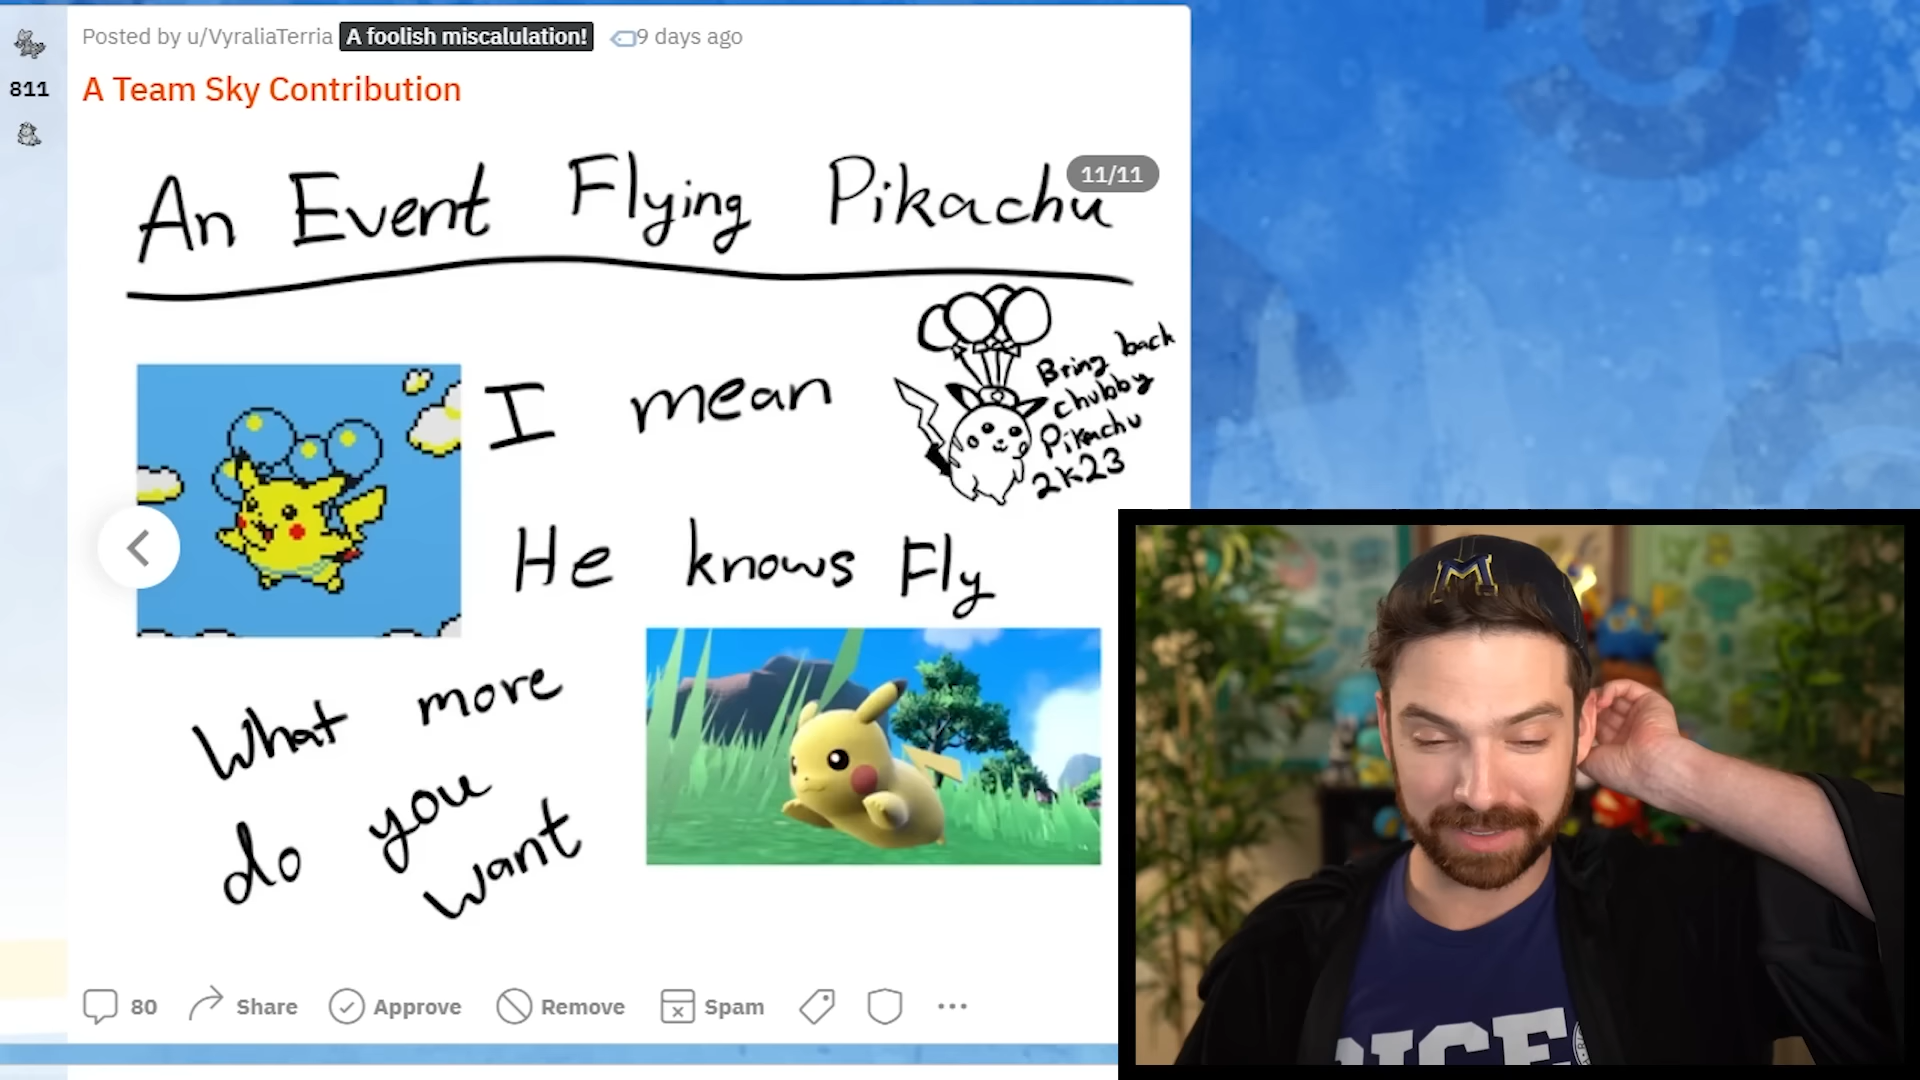 Posted by u/VyraliaTerria A foolish miscalulation! 9 days ago
811
A Team Sky Contribution
An Event Flying Pikachu
11/11
I mean
Bring back
chubby
Pikachu
2k23
He knows Fly
What more
do you
want
80 Share Approve Remove Spam
M